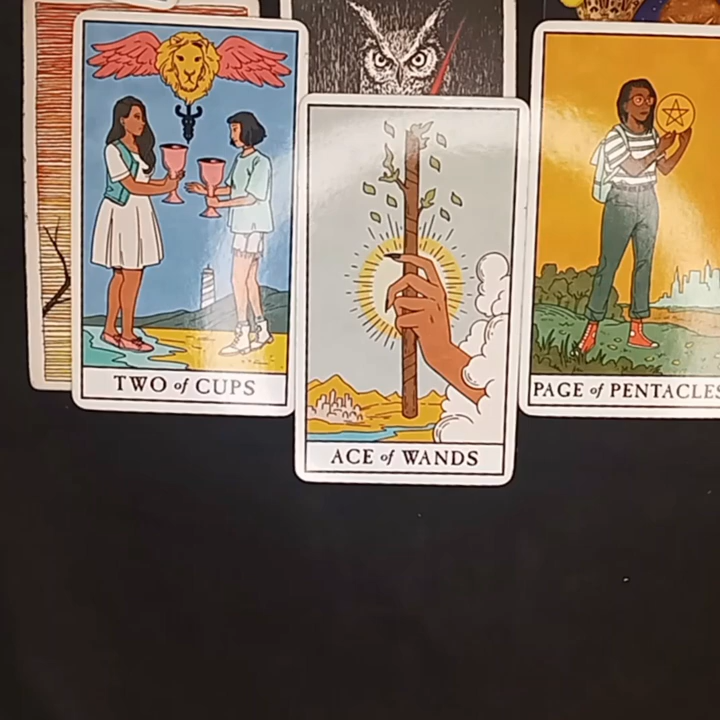 TWO of CUPS
ACE of WANDS
PAGE of PENTACLES